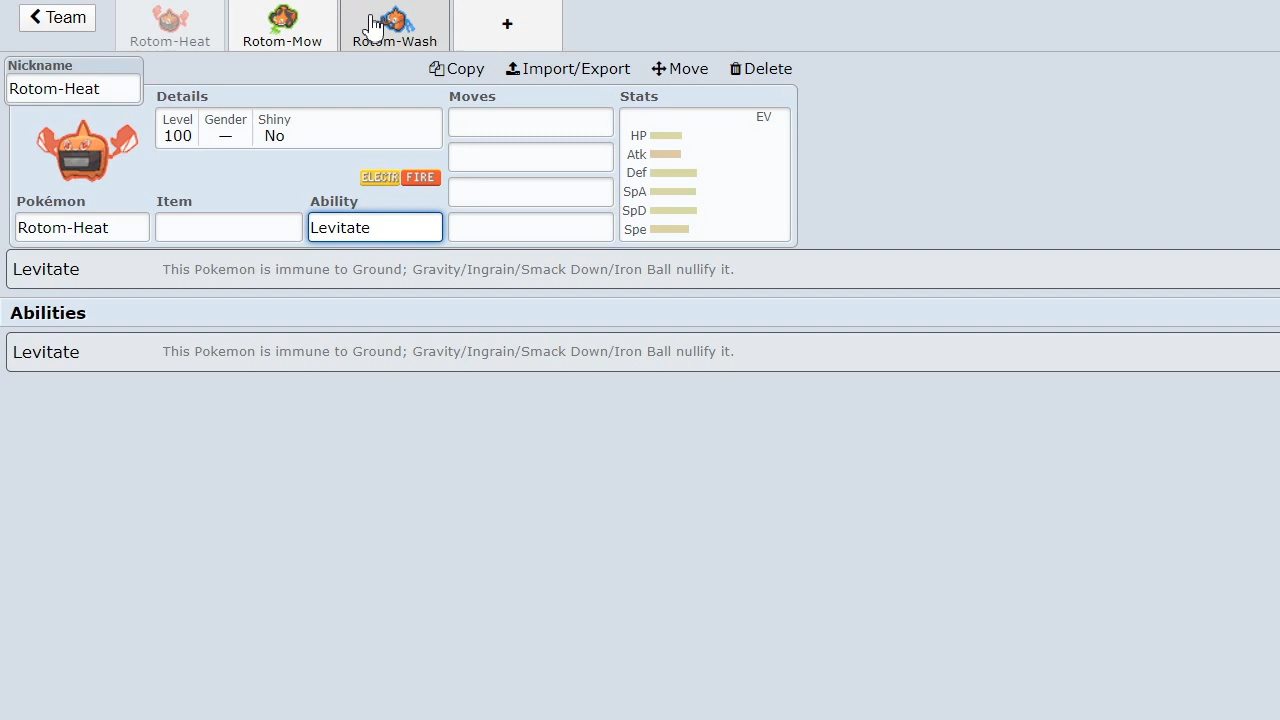 Team
Rotom-Heat
Rotom-Mow
Rotom-Wash
+
Nickname
Rotom-Heat
Copy
Import/Export
Move
Delete
Details
Level
100
Gender
—
Shiny
No
ELECTR FIRE
Pokémon
Rotom-Heat
Item
Ability
Levitate
Moves
Stats
EV
HP
Atk
Def
SpA
SpD
Spe
Levitate This Pokemon is immune to Ground; Gravity/Ingrain/Smack Down/Iron Ball nullify it.
Abilities
Levitate This Pokemon is immune to Ground; Gravity/Ingrain/Smack Down/Iron Ball nullify it.